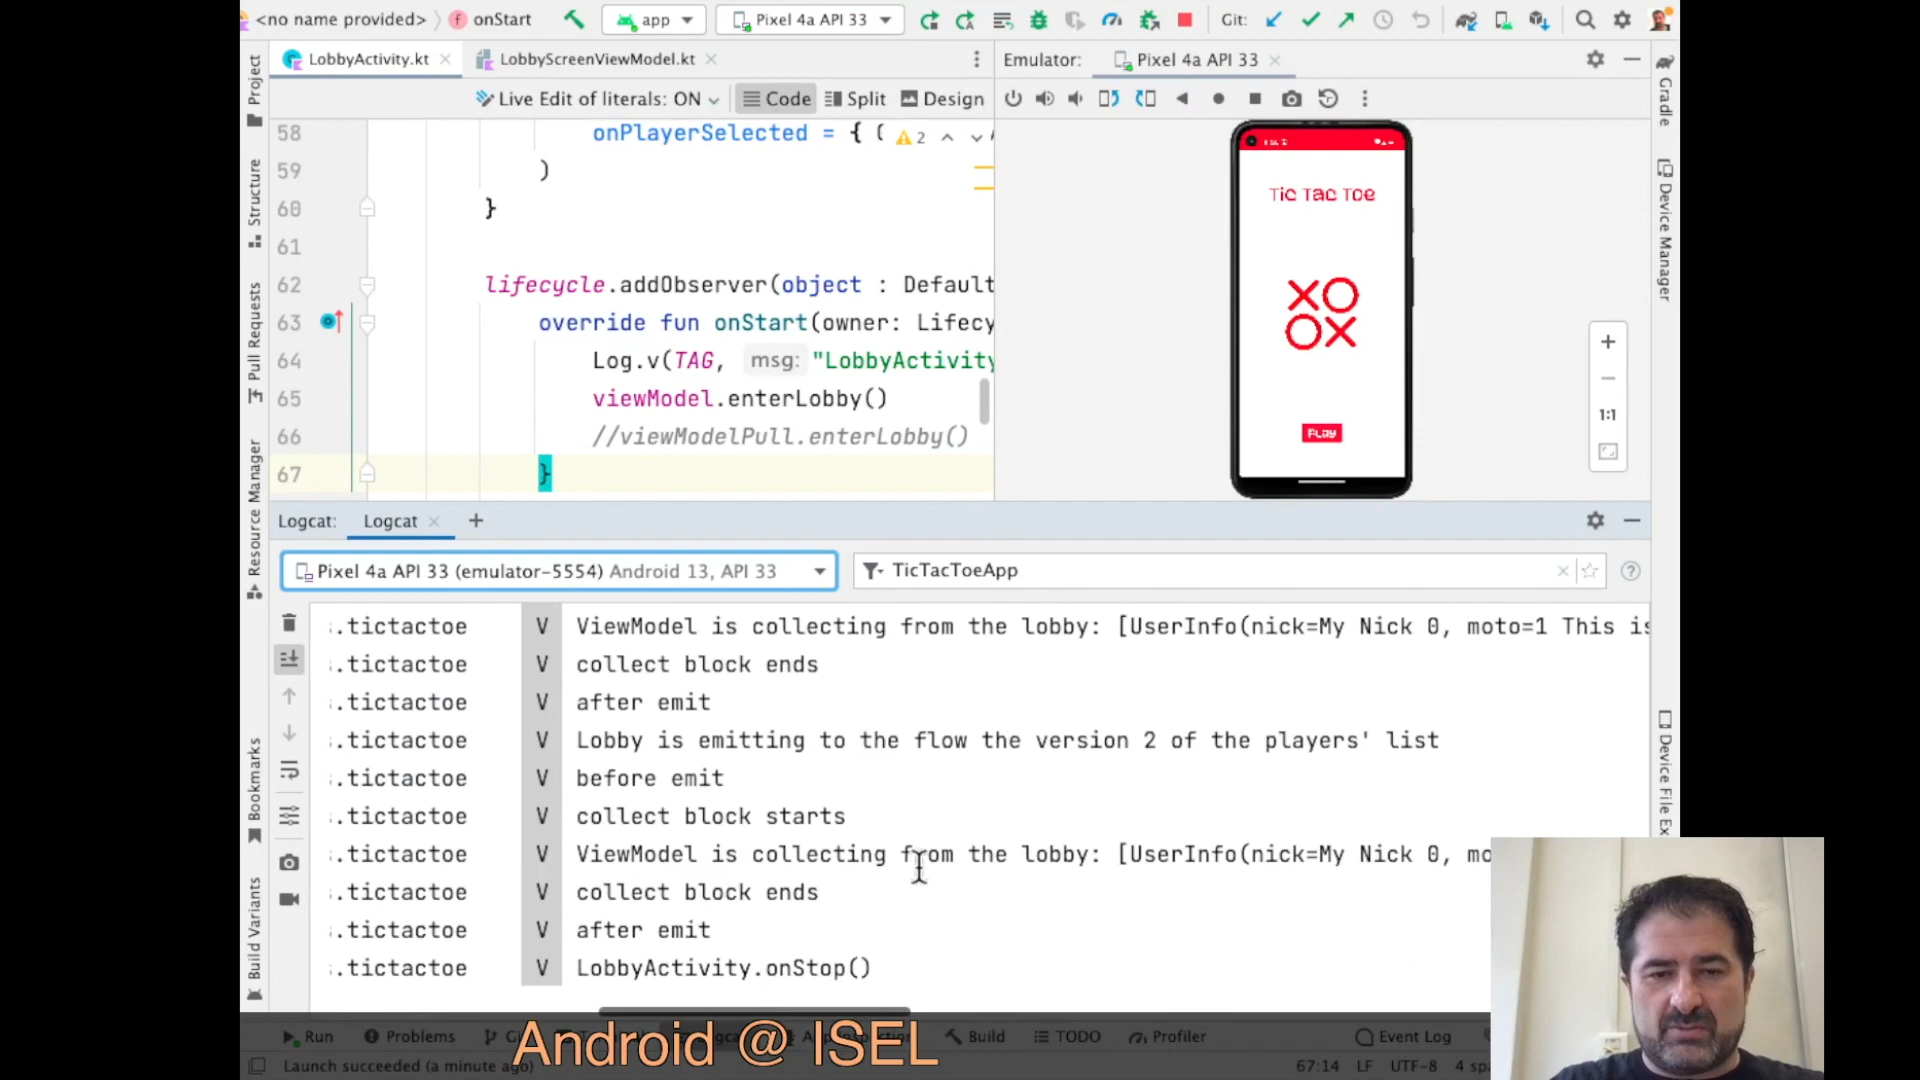 <no name provided> onStart app Pixel 4a API 33 Git:
LobbyActivity.kt LobbyScreenViewModel.kt Emulator: Pixel 4a API 33
Live Edit of literals: ON Code Split Design
58 onPlayerSelected = { 2
59 )
60 }
61
62 lifecycle.addObserver(object : Default
63 override fun onStart(owner: Lifecy
64 Log.v(TAG, msg: "LobbyActivity
65 viewModel.enterLobby()
66 //viewModelPull.enterLobby()
67 }
Tic Tac Toe
XO
OX
Play
+
−
1:1
Project
Structure
Pull Requests
Resource Manager
Bookmarks
Build Variants
Gradle
Device Manager
Device File Ex
Logcat: Logcat
Pixel 4a API 33 (emulator-5554) Android 13, API 33 TicTacToeApp
.tictactoe V ViewModel is collecting from the lobby: [UserInfo(nick=My Nick 0, moto=1 This is
.tictactoe V collect block ends
.tictactoe V after emit
.tictactoe V Lobby is emitting to the flow the version 2 of the players' list
.tictactoe V before emit
.tictactoe V collect block starts
.tictactoe V ViewModel is collecting from the lobby: [UserInfo(nick=My Nick 0, mo
.tictactoe V collect block ends
.tictactoe V after emit
.tictactoe V LobbyActivity.onStop()
Run Problems Build TODO Profiler Event Log
Android @ ISEL
Launch succeeded (a minute ago) 67:14 LF UTF-8 4 sp